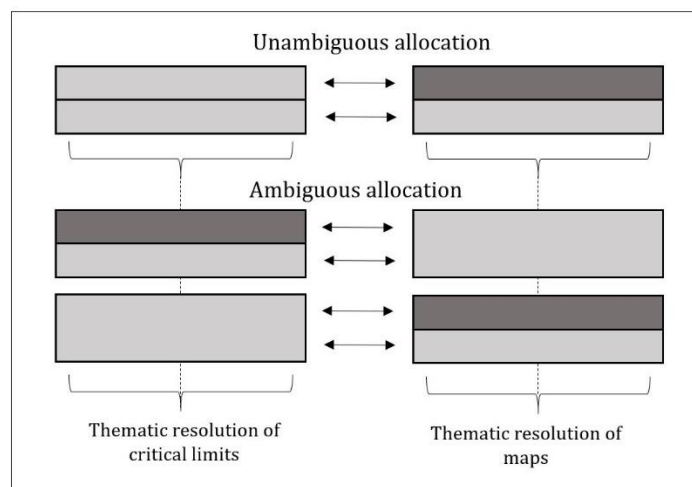 Unambiguous allocation
Ambiguous allocation
Thematic resolution of
critical limits
Thematic resolution of
maps